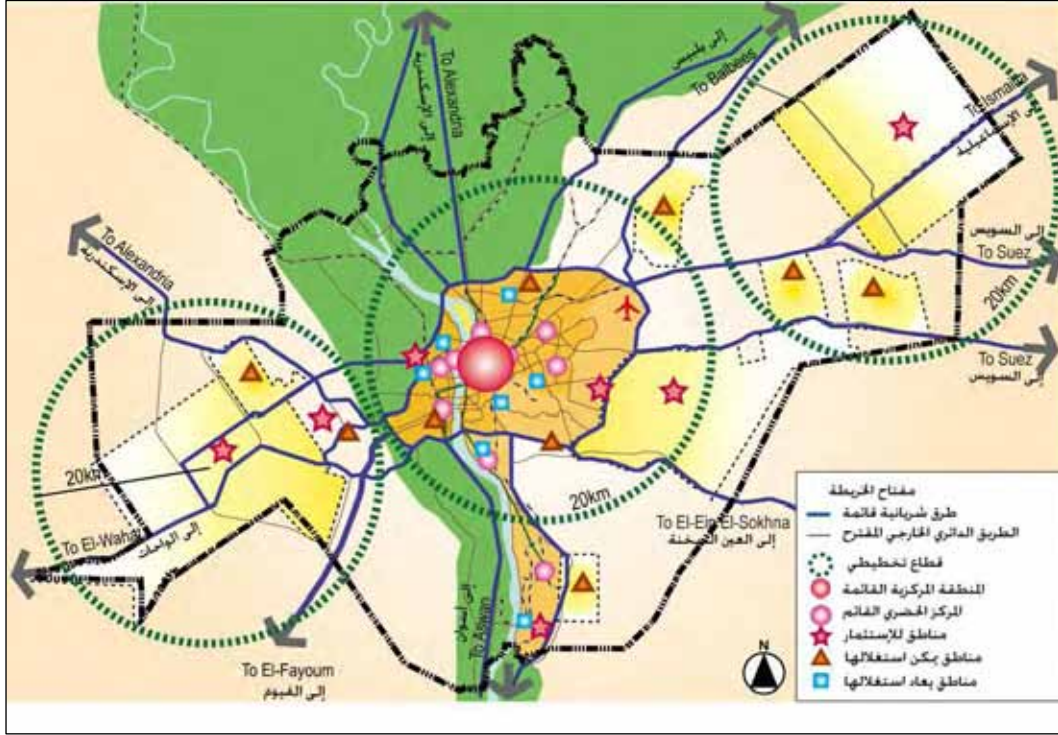 To Alexandria
إلى الإسكندرية
إلى بلبيس
To Balbees
To Ismailia
إلى الإسماعيلية
إلى السويس
To Suez
20km
To Suez
إلى السويس
To Alexandria
إلى الإسكندرية
20km
To El-Wahat
إلى الواحات
20km
To El-Ein El-Sokhna
إلى العين السخنة
إلى أسوان
To Aswan
To El-Fayoum
إلى الفيوم
N
مفتاح الخريطة
طرق شريانية قائمة
الطريق الدائري الخارجي المقترح
قطاع تخطيطي
المنطقة المركزية القائمة
المركز الحضري القائم
مناطق للإستثمار
مناطق يمكن استغلالها
مناطق يعاد استغلالها